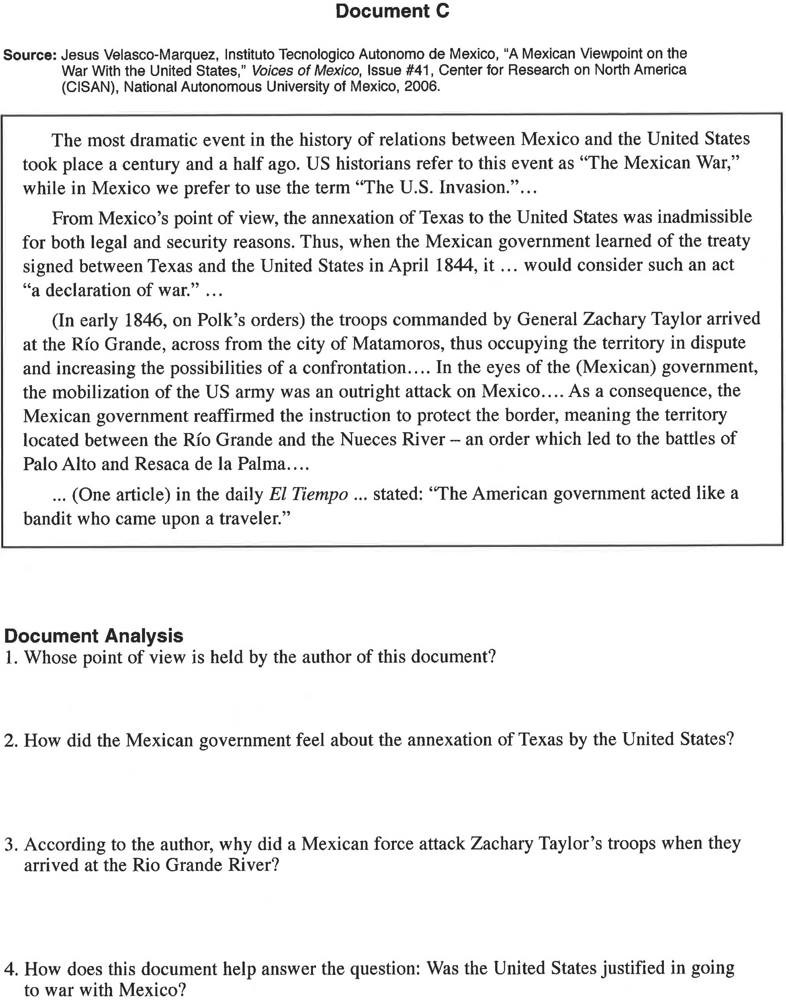 Document C
Source: Jesus Velasco-Marquez, Instituto Tecnologico Autonomo de Mexico, “A Mexican Viewpoint on the
War With the United States,” Voices of Mexico, Issue #41, Center for Research on North America
(CISAN), National Autonomous University of Mexico, 2006.
The most dramatic event in the history of relations between Mexico and the United States
took place a century and a half ago. US historians refer to this event as “The Mexican War,”
while in Mexico we prefer to use the term “The U.S. Invasion.”...
From Mexico’s point of view, the annexation of Texas to the United States was inadmissible
for both legal and security reasons. Thus, when the Mexican government learned of the treaty
signed between Texas and the United States in April 1844, it ... would consider such an act
“a declaration of war.” ...
(In early 1846, on Polk’s orders) the troops commanded by General Zachary Taylor arrived
at the Río Grande, across from the city of Matamoros, thus occupying the territory in dispute
and increasing the possibilities of a confrontation.... In the eyes of the (Mexican) government,
the mobilization of the US army was an outright attack on Mexico.... As a consequence, the
Mexican government reaffirmed the instruction to protect the border, meaning the territory
located between the Río Grande and the Nueces River – an order which led to the battles of
Palo Alto and Resaca de la Palma....
... (One article) in the daily El Tiempo ... stated: “The American government acted like a
bandit who came upon a traveler.”
Document Analysis
1. Whose point of view is held by the author of this document?
2. How did the Mexican government feel about the annexation of Texas by the United States?
3. According to the author, why did a Mexican force attack Zachary Taylor’s troops when they
arrived at the Rio Grande River?
4. How does this document help answer the question: Was the United States justified in going
to war with Mexico?